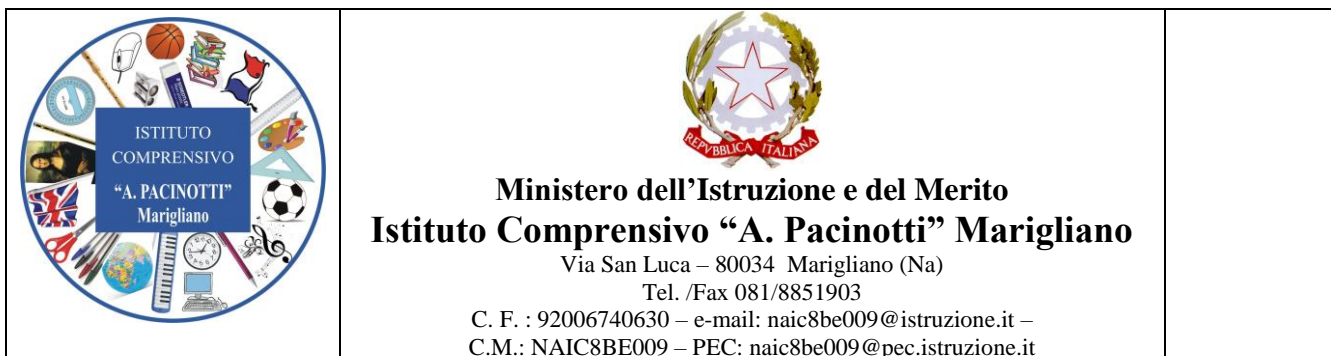 ISTITUTO
COMPRENSIVO
“A. PACINOTTI”
Marigliano
REPVBBLICA ITALIANA
Ministero dell’Istruzione e del Merito
Istituto Comprensivo “A. Pacinotti” Marigliano
Via San Luca – 80034 Marigliano (Na)
Tel. /Fax 081/8851903
C. F. : 92006740630 – e-mail: naic8be009@istruzione.it –
C.M.: NAIC8BE009 – PEC: naic8be009@pec.istruzione.it